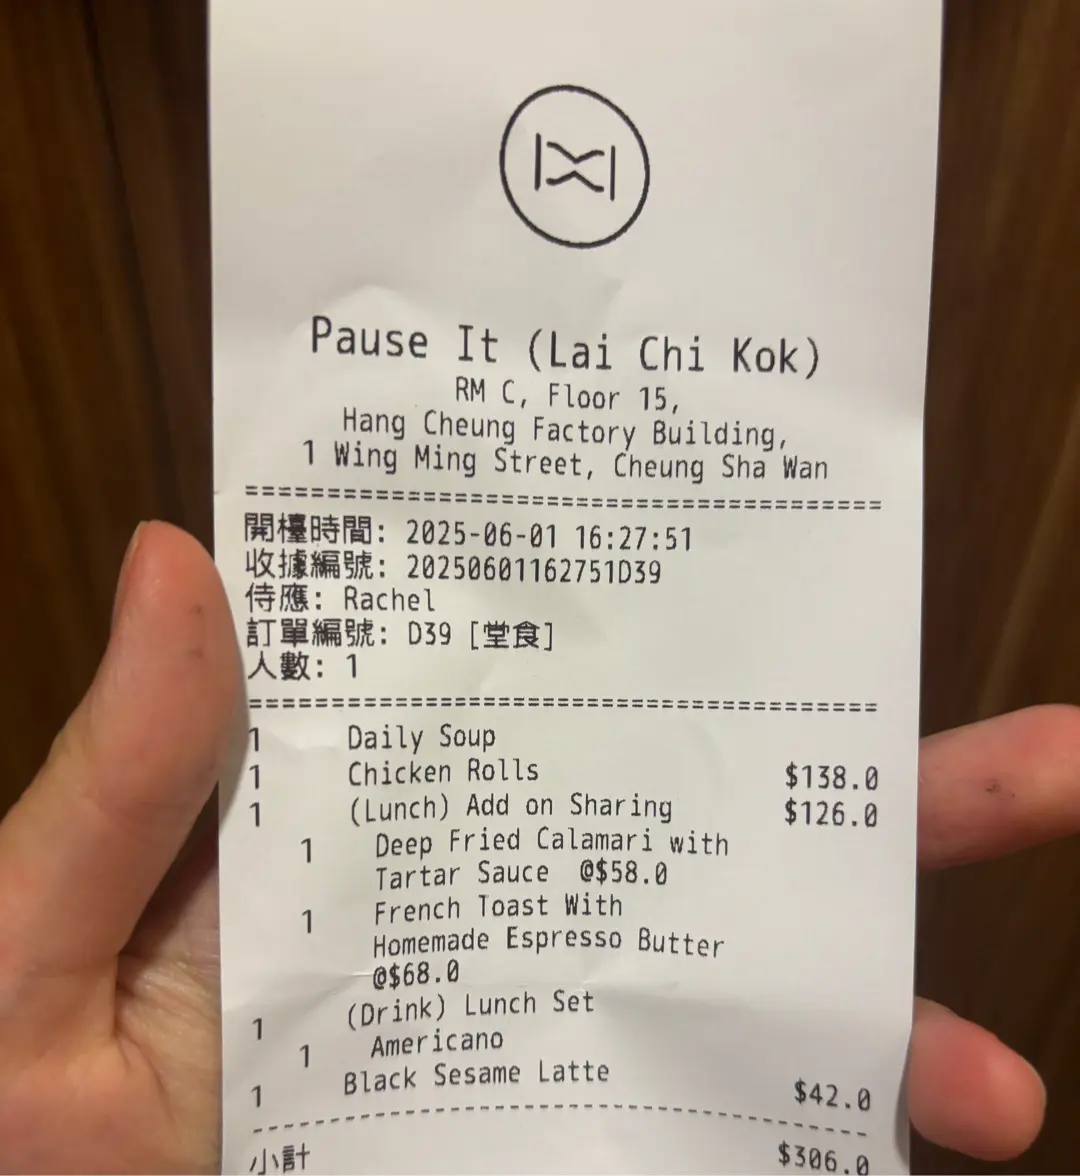 Pause It (Lai Chi Kok)
RM C, Floor 15,
Hang Cheung Factory Building,
1 Wing Ming Street, Cheung Sha Wan
========================================
開檯時間: 2025-06-01 16:27:51
收據編號: 20250601162751D39
侍應: Rachel
訂單編號: D39 [堂食]
人數: 1
========================================
1 Daily Soup
1 Chicken Rolls $138.0
1 (Lunch) Add on Sharing $126.0
1 Deep Fried Calamari with
Tartar Sauce @$58.0
1 French Toast With
Homemade Espresso Butter
@$68.0
1 (Drink) Lunch Set
1 Americano
1 Black Sesame Latte $42.0
----------------------------------------
小計 $306.0